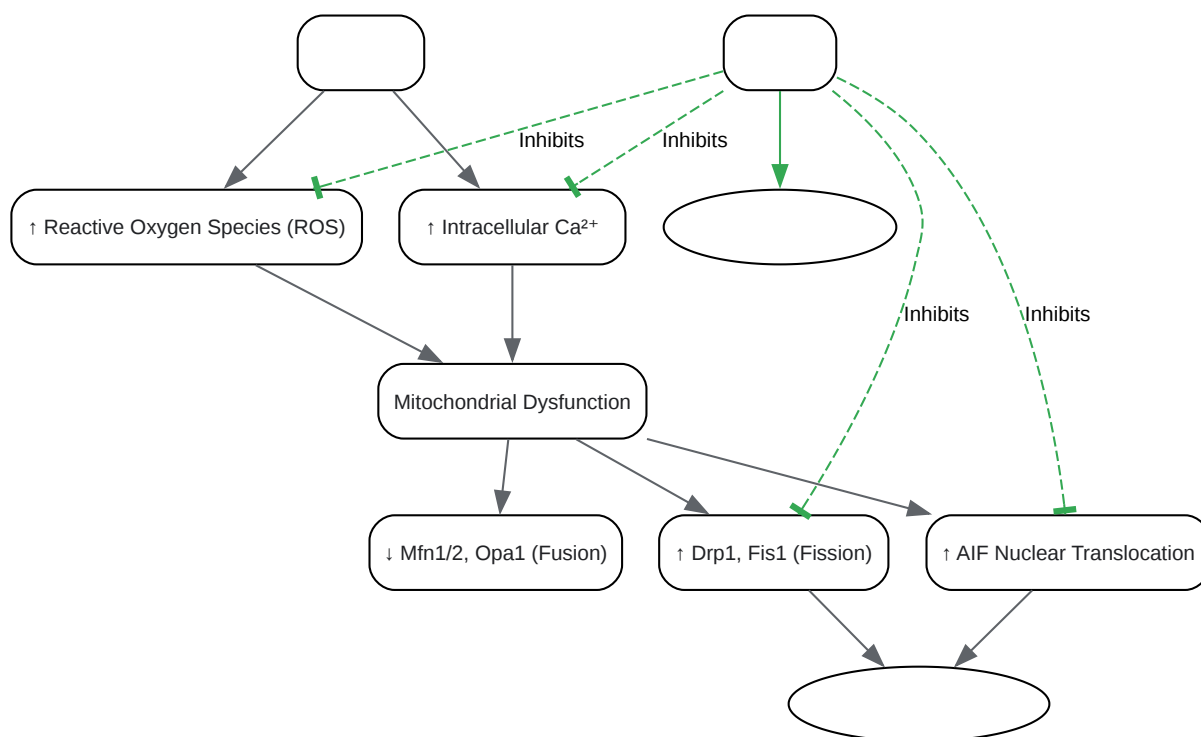 Inhibits
Inhibits
↑ Reactive Oxygen Species (ROS)
↑ Intracellular Ca²⁺
Inhibits
Inhibits
Mitochondrial Dysfunction
↓ Mfn1/2, Opa1 (Fusion)
↑ Drp1, Fis1 (Fission)
↑ AIF Nuclear Translocation